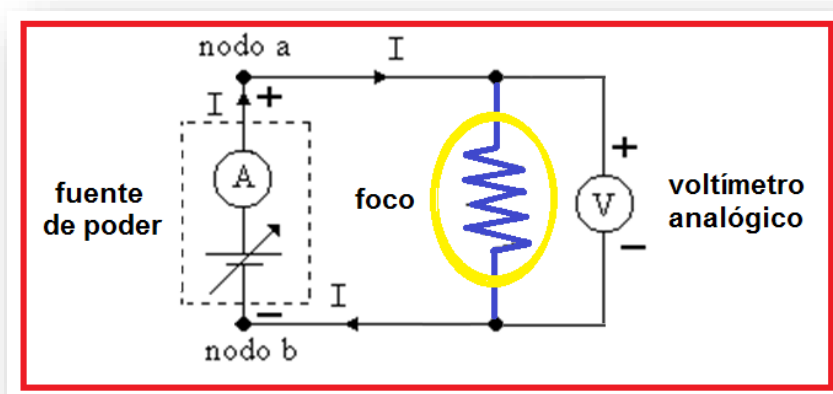 nodo a
I
I
+
A
fuente
de poder
foco
+
V
−
voltímetro
analógico
I
−
nodo b